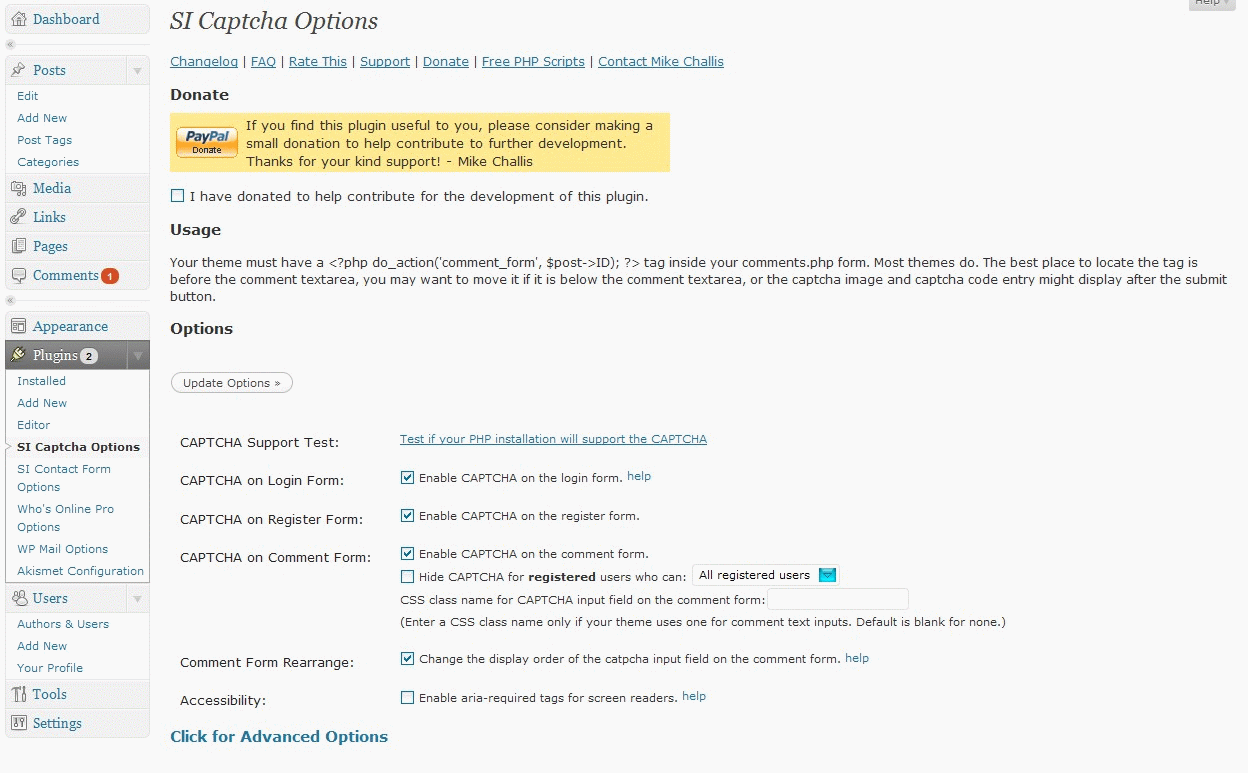 Dashboard
Posts
Edit
Add New
Post Tags
Categories
Media
Links
Pages
Comments 1
Appearance
Plugins 2
Installed
Add New
Editor
SI Captcha Options
SI Contact Form
Options
Who's Online Pro
Options
WP Mail Options
Akismet Configuration
Users
Authors & Users
Add New
Your Profile
Tools
Settings
Help
SI Captcha Options
Changelog | FAQ | Rate This | Support | Donate | Free PHP Scripts | Contact Mike Challis
Donate
PayPal
Donate
If you find this plugin useful to you, please consider making a
small donation to help contribute to further development.
Thanks for your kind support! - Mike Challis
I have donated to help contribute for the development of this plugin.
Usage
Your theme must have a <?php do_action('comment_form', $post->ID); ?> tag inside your comments.php form. Most themes do. The best place to locate the tag is
before the comment textarea, you may want to move it if it is below the comment textarea, or the captcha image and captcha code entry might display after the submit
button.
Options
Update Options »
CAPTCHA Support Test: Test if your PHP installation will support the CAPTCHA
CAPTCHA on Login Form: Enable CAPTCHA on the login form. help
CAPTCHA on Register Form: Enable CAPTCHA on the register form.
CAPTCHA on Comment Form: Enable CAPTCHA on the comment form.
Hide CAPTCHA for registered users who can: All registered users
CSS class name for CAPTCHA input field on the comment form:
(Enter a CSS class name only if your theme uses one for comment text inputs. Default is blank for none.)
Comment Form Rearrange: Change the display order of the catpcha input field on the comment form. help
Accessibility: Enable aria-required tags for screen readers. help
Click for Advanced Options